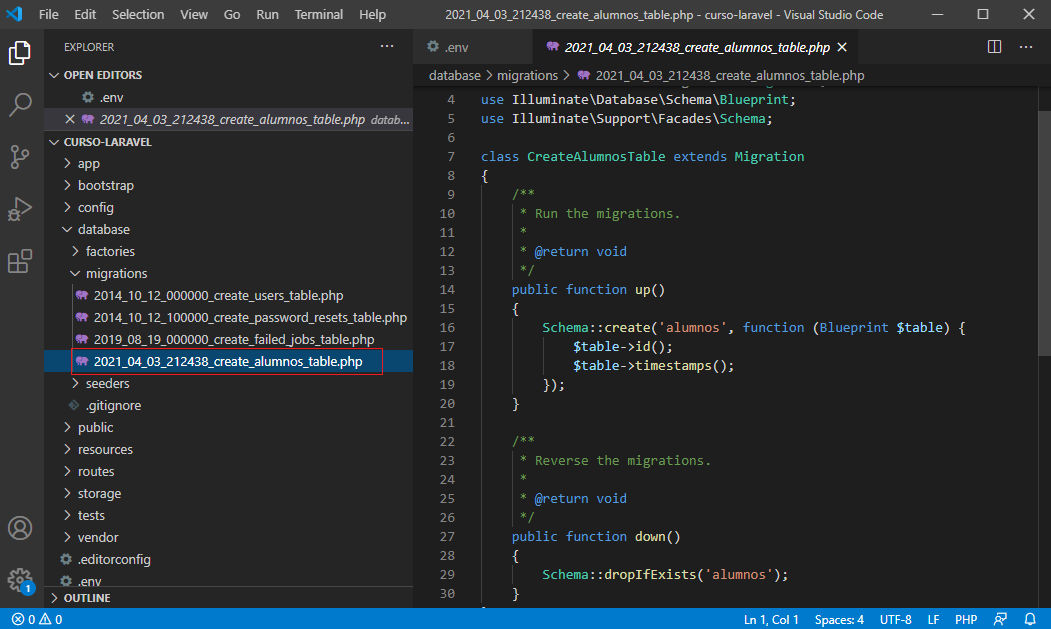 File Edit Selection View Go Run Terminal Help 2021_04_03_212438_create_alumnos_table.php - curso-laravel - Visual Studio Code
EXPLORER
OPEN EDITORS
.env
2021_04_03_212438_create_alumnos_table.php datab...
CURSO-LARAVEL
app
bootstrap
config
database
factories
migrations
2014_10_12_000000_create_users_table.php
2014_10_12_100000_create_password_resets_table.php
2019_08_19_000000_create_failed_jobs_table.php
2021_04_03_212438_create_alumnos_table.php
seeders
.gitignore
public
resources
routes
storage
tests
vendor
.editorconfig
.env
OUTLINE
1
.env 2021_04_03_212438_create_alumnos_table.php
database > migrations > 2021_04_03_212438_create_alumnos_table.php
4 use Illuminate\Database\Schema\Blueprint;
5 use Illuminate\Support\Facades\Schema;
6
7 class CreateAlumnosTable extends Migration
8 {
9 /**
10 * Run the migrations.
11 *
12 * @return void
13 */
14 public function up()
15 {
16 Schema::create('alumnos', function (Blueprint $table) {
17 $table->id();
18 $table->timestamps();
19 });
20 }
21
22 /**
23 * Reverse the migrations.
24 *
25 * @return void
26 */
27 public function down()
28 {
29 Schema::dropIfExists('alumnos');
30 }
0 0 Ln 1, Col 1 Spaces: 4 UTF-8 LF PHP